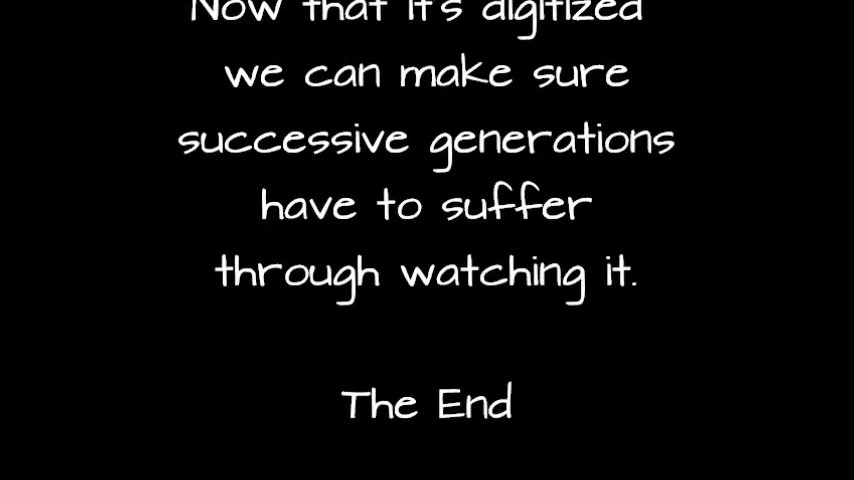 Now that it's digitized
we can make sure
successive generations
have to suffer
through watching it.
The End